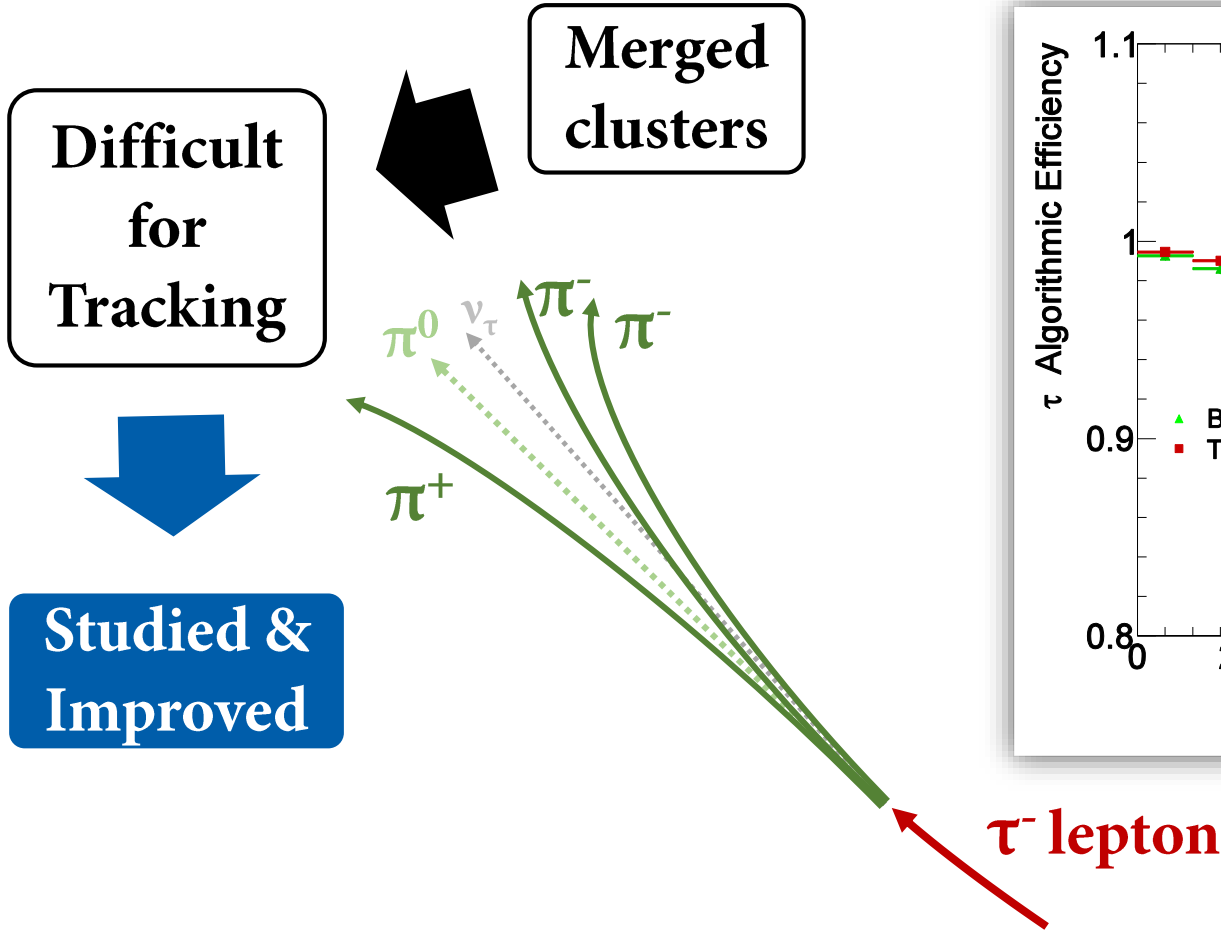 Merged
clusters
Difficult
for
Tracking
π⁰
ν_τ
π⁻
π⁻
π⁺
Studied &
Improved
τ⁻ lepton
τ Algorithmic Efficiency
1.1
1
0.9
0.8
0
B
T